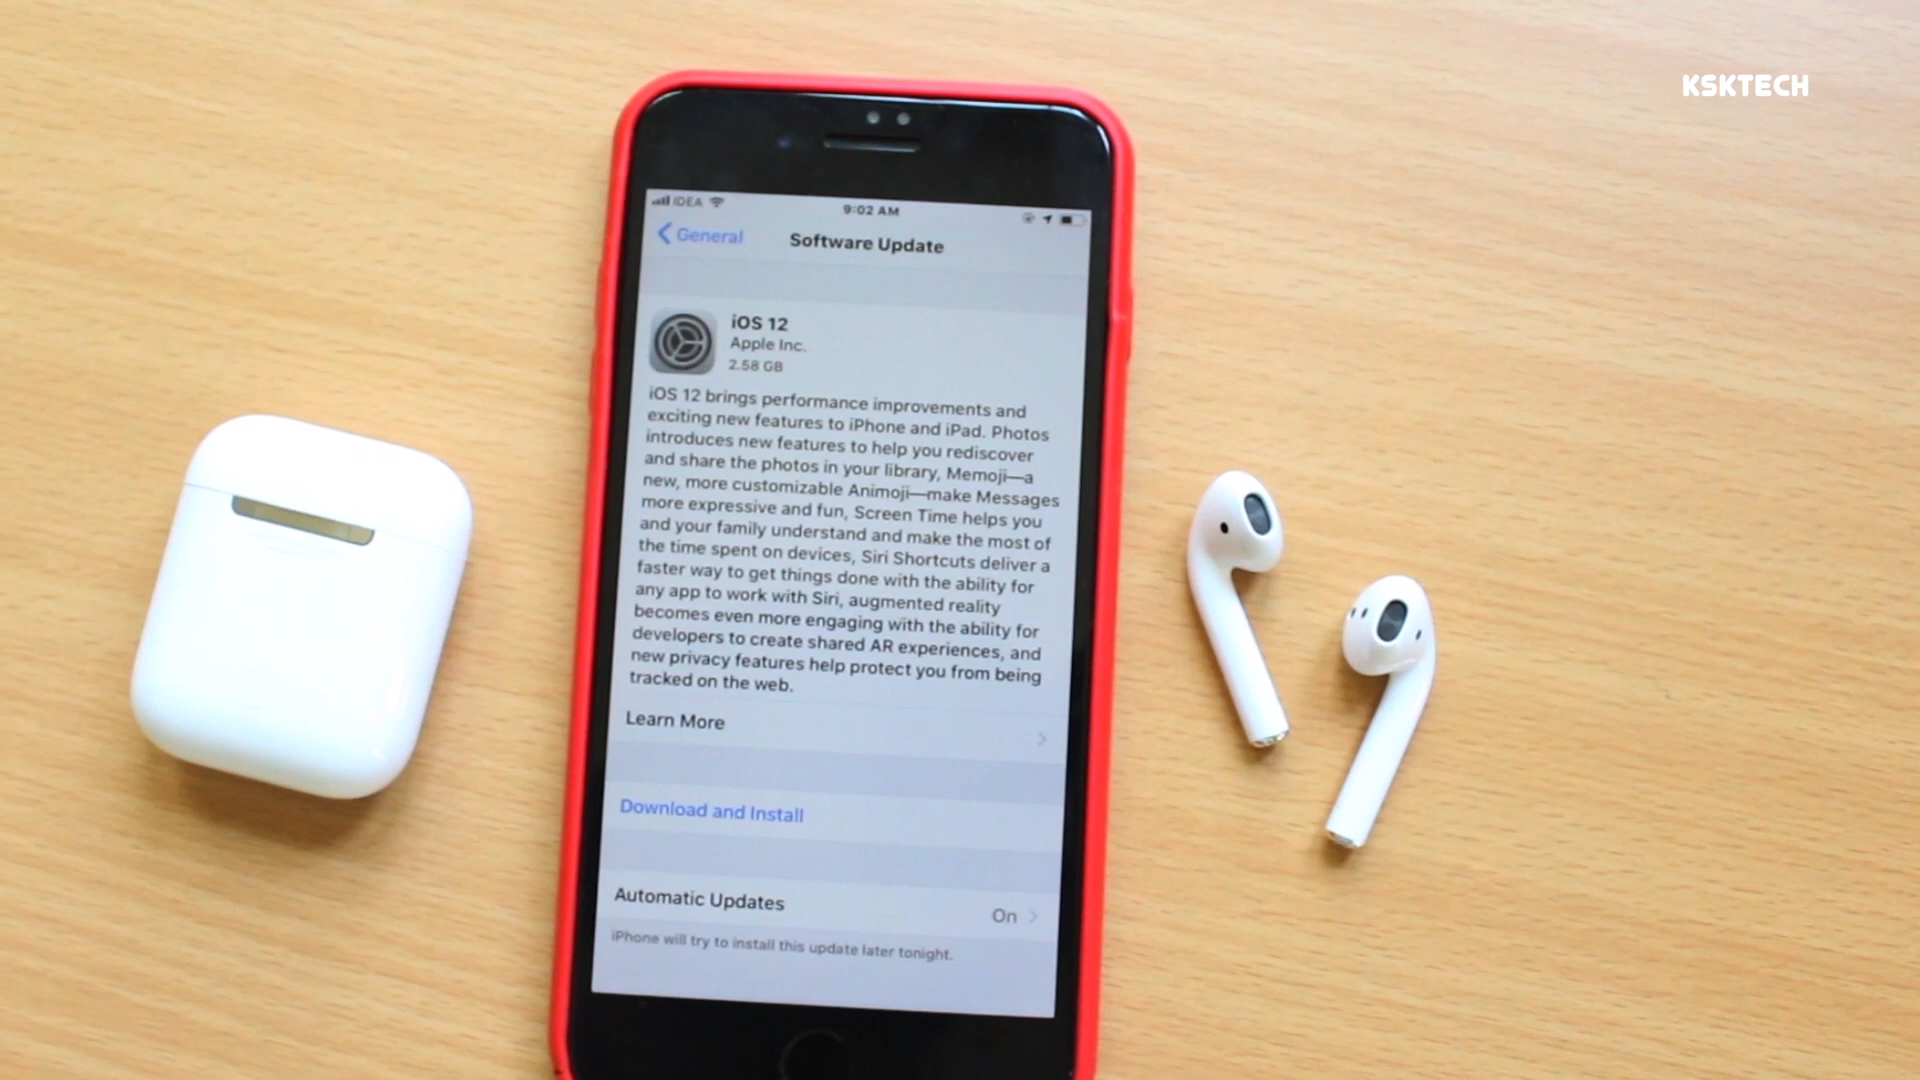 KSKTECH
IDEA
9:02 AM
General
Software Update
iOS 12
Apple Inc.
2.58 GB
iOS 12 brings performance improvements and
exciting new features to iPhone and iPad. Photos
introduces new features to help you rediscover
and share the photos in your library, Memoji—a
new, more customizable Animoji—make Messages
more expressive and fun, Screen Time helps you
and your family understand and make the most of
the time spent on devices, Siri Shortcuts deliver a
faster way to get things done with the ability for
any app to work with Siri, augmented reality
becomes even more engaging with the ability for
developers to create shared AR experiences, and
new privacy features help protect you from being
tracked on the web.
Learn More
Download and Install
Automatic Updates On
iPhone will try to install this update later tonight.